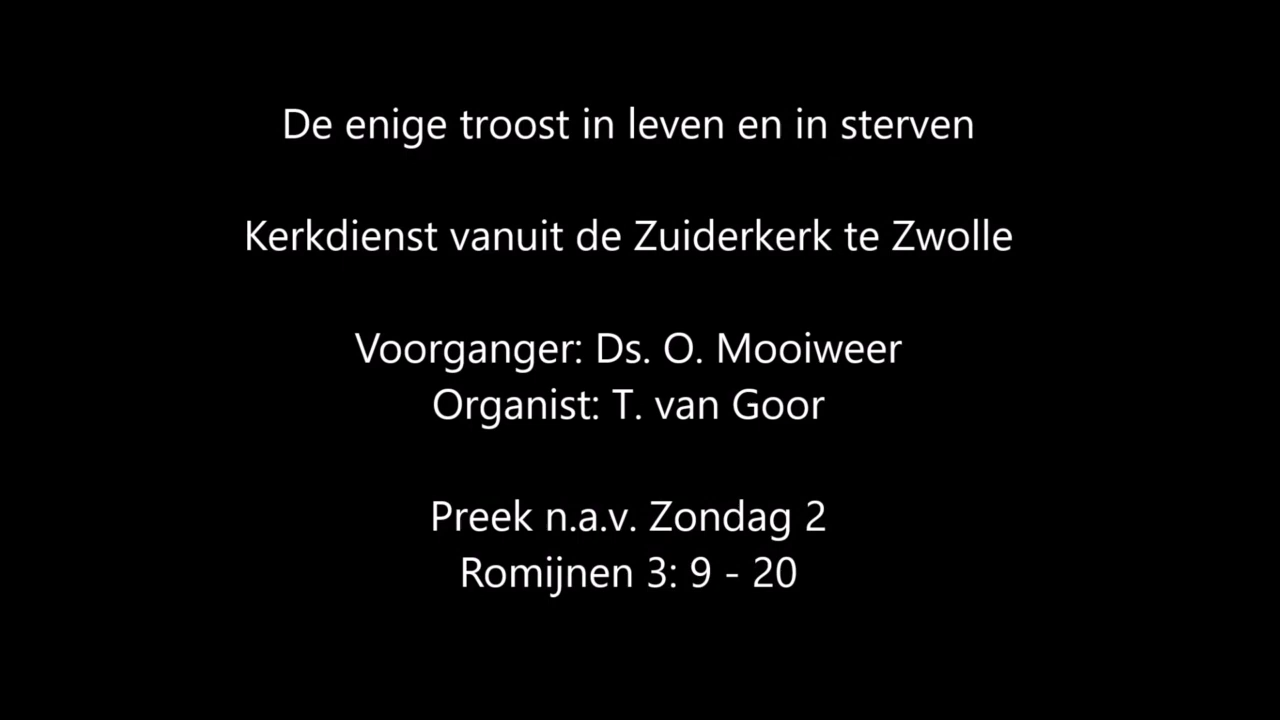 De enige troost in leven en in sterven
Kerkdienst vanuit de Zuiderkerk te Zwolle
Voorganger: Ds. O. Mooiweer
Organist: T. van Goor
Preek n.a.v. Zondag 2
Romijnen 3: 9 - 20